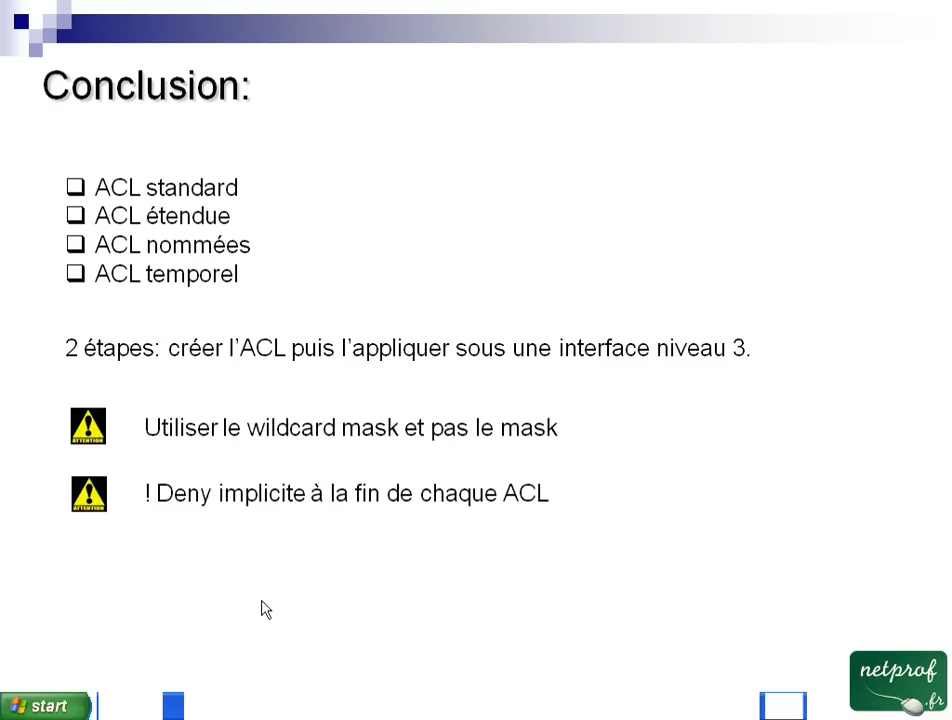 Conclusion:
ACL standard
ACL étendue
ACL nommées
ACL temporel
2 étapes: créer l’ACL puis l’appliquer sous une interface niveau 3.
ATTENTION
Utiliser le wildcard mask et pas le mask
ATTENTION
! Deny implicite à la fin de chaque ACL
netprof
.fr
start